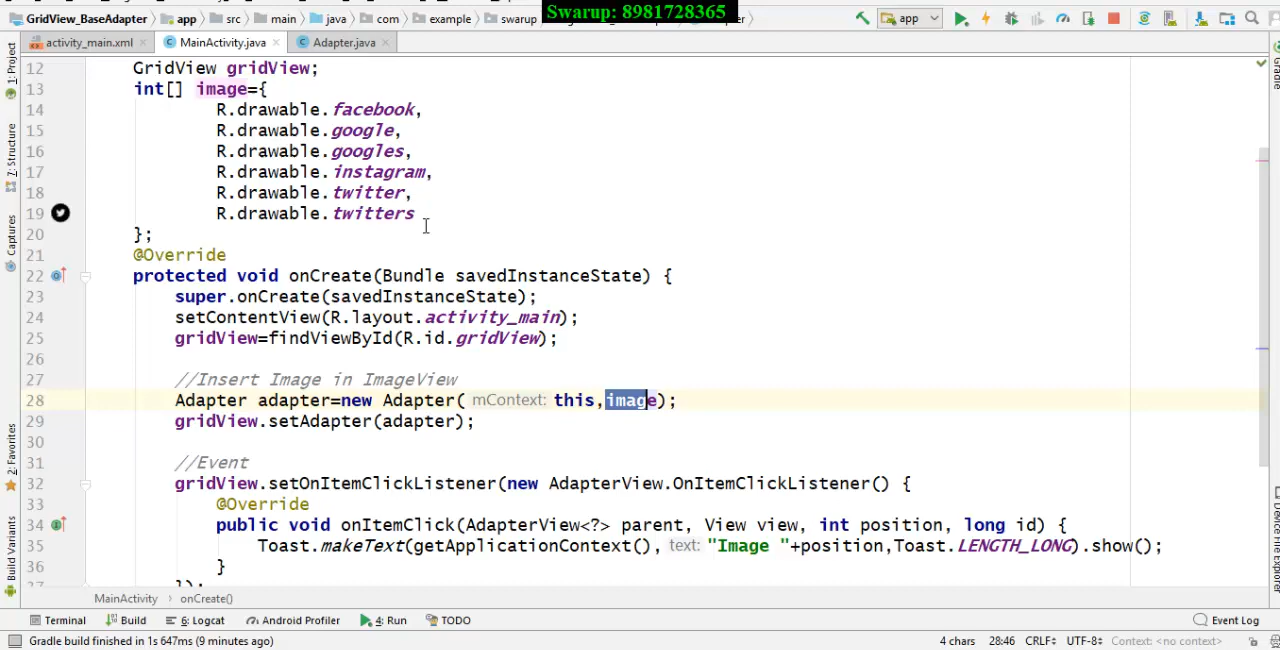 Swarup: 8981728365
GridView_BaseAdapter app src main java com example swarup app
activity_main.xml MainActivity.java Adapter.java
1: Project
7: Structure
Captures
2: Favorites
Build Variants
Gradle
Device File Explorer
12 GridView gridView;
13 int[] image={
14 R.drawable.facebook,
15 R.drawable.google,
16 R.drawable.googles,
17 R.drawable.instagram,
18 R.drawable.twitter,
19 R.drawable.twitters
20 };
21 @Override
22 protected void onCreate(Bundle savedInstanceState) {
23 super.onCreate(savedInstanceState);
24 setContentView(R.layout.activity_main);
25 gridView=findViewById(R.id.gridView);
26
27 //Insert Image in ImageView
28 Adapter adapter=new Adapter( mContext: this,image);
29 gridView.setAdapter(adapter);
30
31 //Event
32 gridView.setOnItemClickListener(new AdapterView.OnItemClickListener() {
33 @Override
34 public void onItemClick(AdapterView<?> parent, View view, int position, long id) {
35 Toast.makeText(getApplicationContext(), text: "Image "+position,Toast.LENGTH_LONG).show();
36 }
37 });
MainActivity › onCreate()
Terminal Build 6: Logcat Android Profiler 4: Run TODO Event Log
Gradle build finished in 1s 647ms (9 minutes ago) 4 chars 28:46 CRLF UTF-8 Context: <no context>